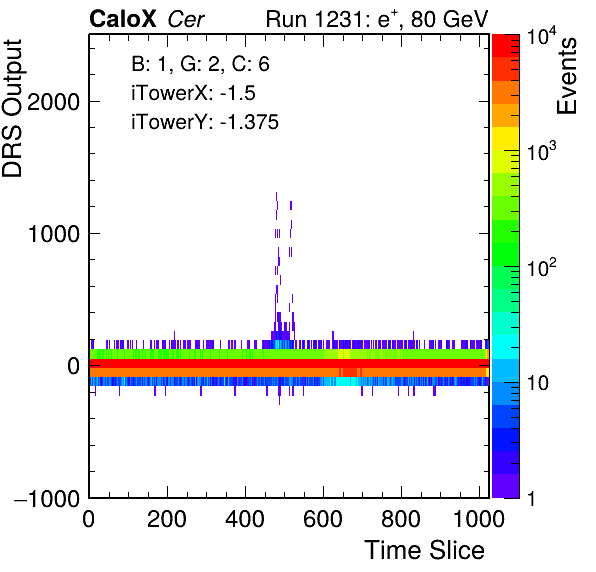 CaloX Cer Run 1231: e+, 80 GeV
B: 1, G: 2, C: 6
iTowerX: -1.5
iTowerY: -1.375
DRS Output
2000
1000
0
−1000
0 200 400 600 800 1000
Time Slice
Events
10^4
10^3
10^2
10
1